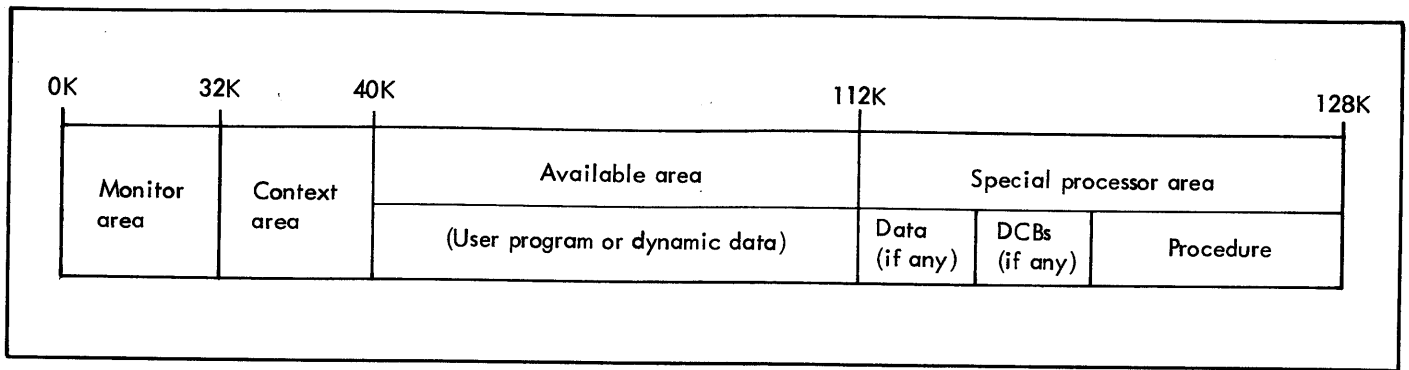 0K 32K 40K 112K 128K
Monitor
area
Context
area
Available area
(User program or dynamic data)
Special processor area
Data
(if any)
DCBs
(if any)
Procedure